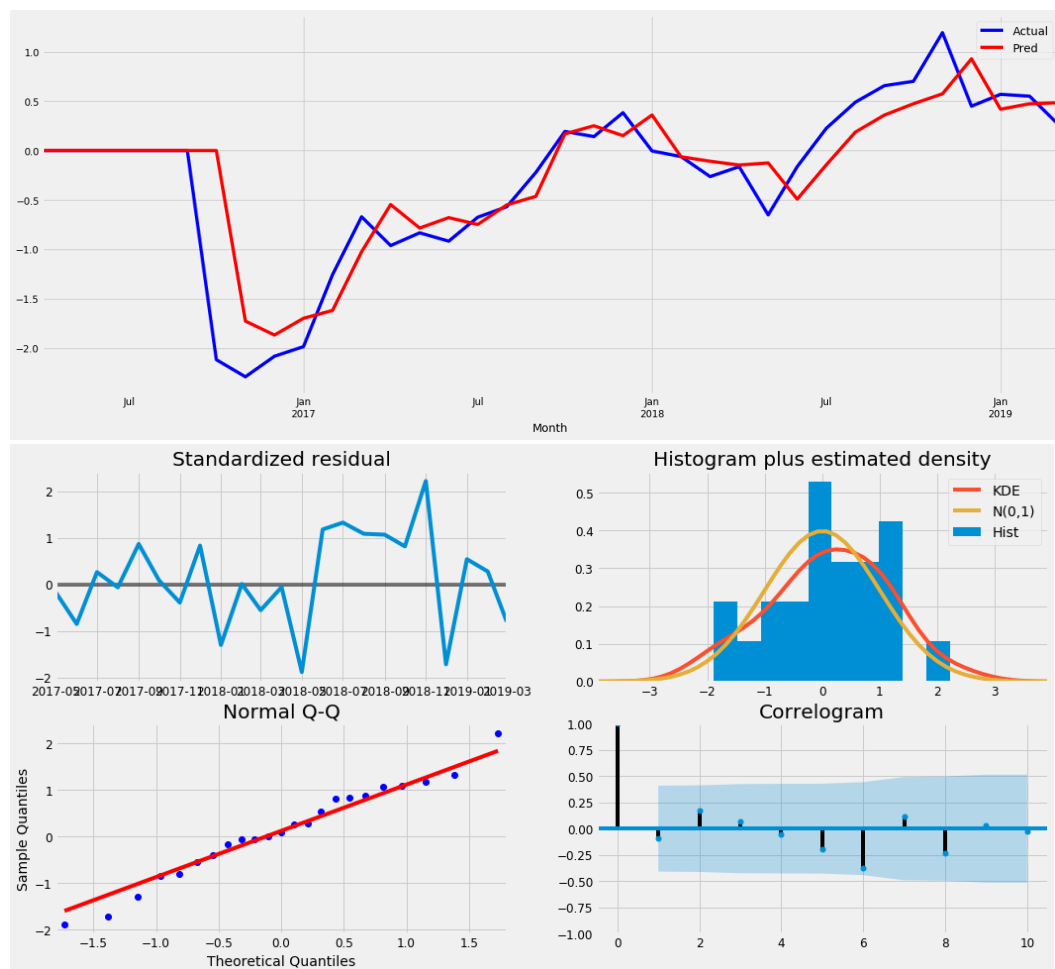 Actual
Pred
1.0
0.5
0.0
−0.5
−1.0
−1.5
−2.0
Jul
Jan
2017
Jul
Jan
2018
Jul
Jan
2019
Month
Standardized residual
2
1
0
−1
−2
2017-05 2017-07 2017-09 2017-11 2018-01 2018-03 2018-05 2018-07 2018-09 2018-11 2019-01 2019-03
Histogram plus estimated density
KDE
N(0,1)
Hist
0.5
0.4
0.3
0.2
0.1
0.0
−3 −2 −1 0 1 2 3
Normal Q-Q
Sample Quantiles
2
1
0
−1
−2
−1.5 −1.0 −0.5 0.0 0.5 1.0 1.5
Theoretical Quantiles
Correlogram
1.00
0.75
0.50
0.25
0.00
−0.25
−0.50
−0.75
−1.00
0 2 4 6 8 10